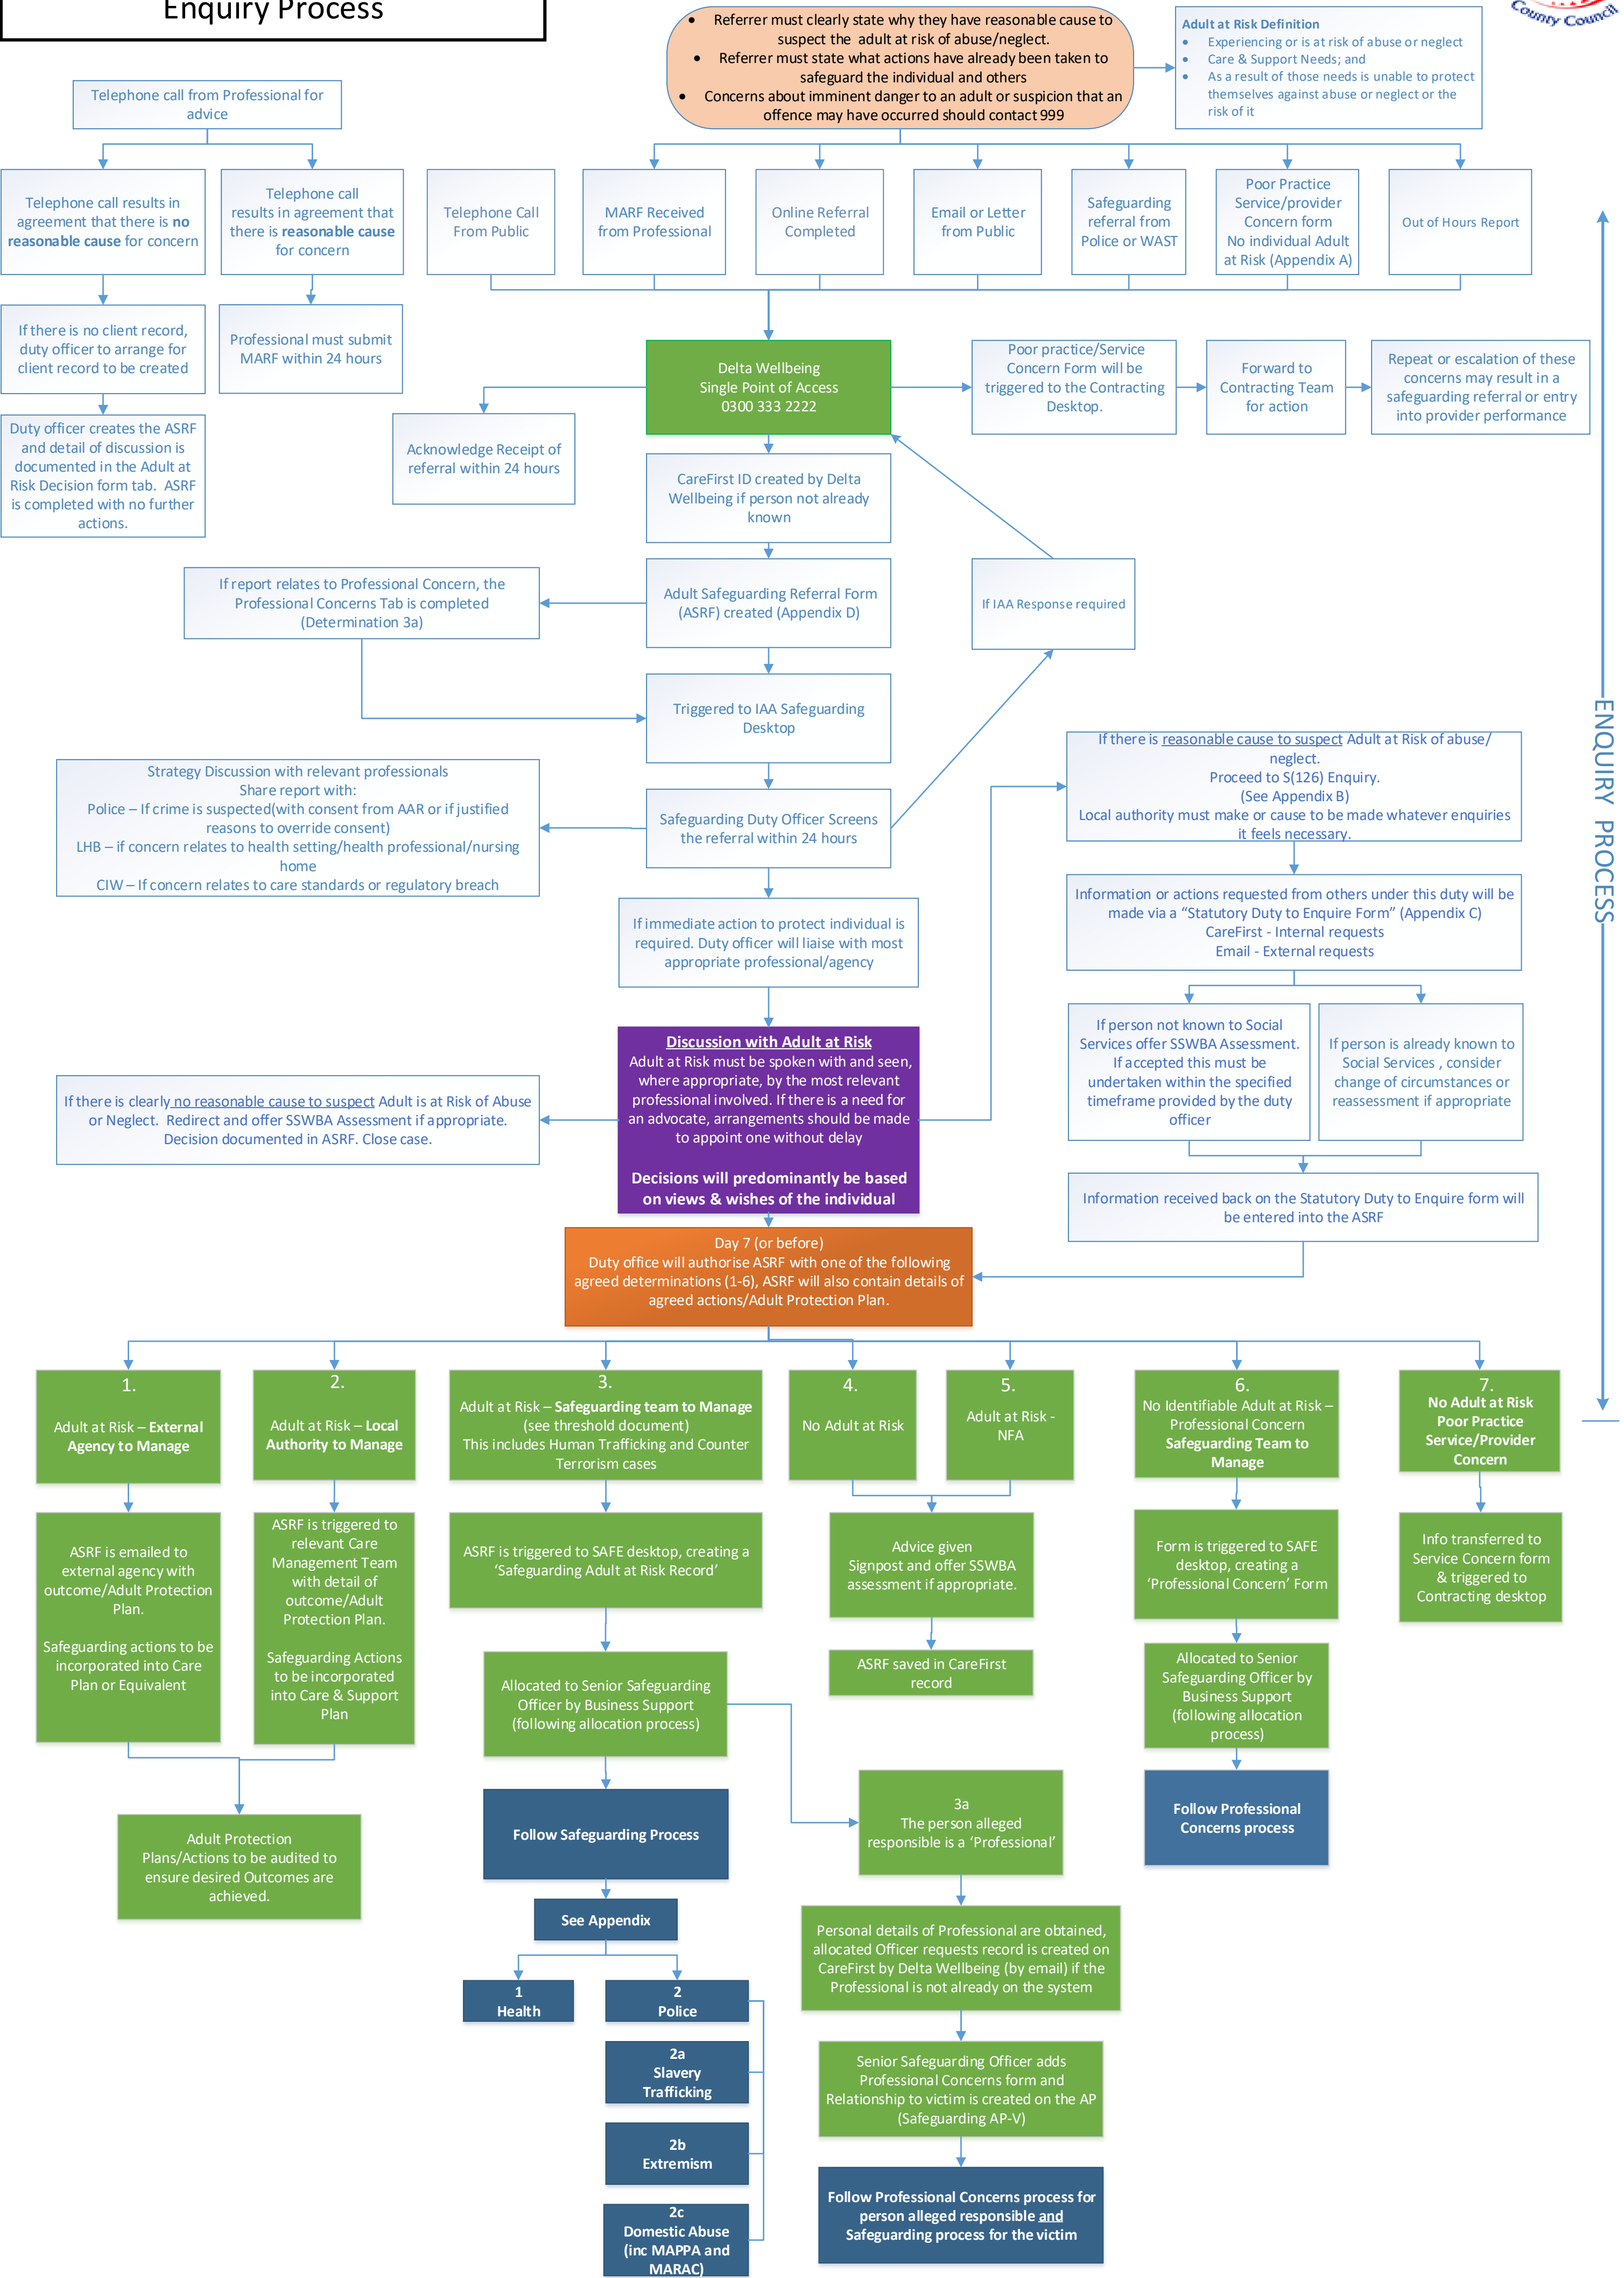 Enquiry Process
County Council
• Referrer must clearly state why they have reasonable cause to
suspect the adult at risk of abuse/neglect.
• Referrer must state what actions have already been taken to
safeguard the individual and others
• Concerns about imminent danger to an adult or suspicion that an
offence may have occurred should contact 999
Adult at Risk Definition
• Experiencing or is at risk of abuse or neglect
• Care & Support Needs; and
• As a result of those needs is unable to protect
themselves against abuse or neglect or the
risk of it
Telephone call from Professional for
advice
Telephone call results in
agreement that there is no
reasonable cause for concern
Telephone call
results in agreement that
there is reasonable cause
for concern
Telephone Call
From Public
MARF Received
from Professional
Online Referral
Completed
Email or Letter
from Public
Safeguarding
referral from
Police or WAST
Poor Practice
Service/provider
Concern form
No individual Adult
at Risk (Appendix A)
Out of Hours Report
If there is no client record,
duty officer to arrange for
client record to be created
Professional must submit
MARF within 24 hours
Duty officer creates the ASRF
and detail of discussion is
documented in the Adult at
Risk Decision form tab. ASRF
is completed with no further
actions.
Delta Wellbeing
Single Point of Access
0300 333 2222
Poor practice/Service
Concern Form will be
triggered to the Contracting
Desktop.
Forward to
Contracting Team
for action
Repeat or escalation of these
concerns may result in a
safeguarding referral or entry
into provider performance
Acknowledge Receipt of
referral within 24 hours
CareFirst ID created by Delta
Wellbeing if person not already
known
If report relates to Professional Concern, the
Professional Concerns Tab is completed
(Determination 3a)
Adult Safeguarding Referral Form
(ASRF) created (Appendix D)
If IAA Response required
Triggered to IAA Safeguarding
Desktop
ENQUIRY PROCESS
Strategy Discussion with relevant professionals
Share report with:
Police – If crime is suspected(with consent from AAR or if justified
reasons to override consent)
LHB – if concern relates to health setting/health professional/nursing
home
CIW – If concern relates to care standards or regulatory breach
Safeguarding Duty Officer Screens
the referral within 24 hours
If there is reasonable cause to suspect Adult at Risk of abuse/
neglect.
Proceed to S(126) Enquiry.
(See Appendix B)
Local authority must make or cause to be made whatever enquiries
it feels necessary.
If immediate action to protect individual is
required. Duty officer will liaise with most
appropriate professional/agency
Information or actions requested from others under this duty will be
made via a “Statutory Duty to Enquire Form” (Appendix C)
CareFirst - Internal requests
Email - External requests
If person not known to Social
Services offer SSWBA Assessment.
If accepted this must be
undertaken within the specified
timeframe provided by the duty
officer
If person is already known to
Social Services , consider
change of circumstances or
reassessment if appropriate
Discussion with Adult at Risk
Adult at Risk must be spoken with and seen,
where appropriate, by the most relevant
professional involved. If there is a need for
an advocate, arrangements should be made
to appoint one without delay
Decisions will predominantly be based
on views & wishes of the individual
If there is clearly no reasonable cause to suspect Adult is at Risk of Abuse
or Neglect. Redirect and offer SSWBA Assessment if appropriate.
Decision documented in ASRF. Close case.
Information received back on the Statutory Duty to Enquire form will
be entered into the ASRF
Day 7 (or before)
Duty office will authorise ASRF with one of the following
agreed determinations (1-6), ASRF will also contain details of
agreed actions/Adult Protection Plan.
1.
Adult at Risk – External
Agency to Manage
2.
Adult at Risk – Local
Authority to Manage
3.
Adult at Risk – Safeguarding team to Manage
(see threshold document)
This includes Human Trafficking and Counter
Terrorism cases
4.
No Adult at Risk
5.
Adult at Risk -
NFA
6.
No Identifiable Adult at Risk –
Professional Concern
Safeguarding Team to
Manage
7.
No Adult at Risk
Poor Practice
Service/Provider
Concern
ASRF is emailed to
external agency with
outcome/Adult Protection
Plan.
Safeguarding actions to be
incorporated into Care
Plan or Equivalent
ASRF is triggered to
relevant Care
Management Team
with detail of
outcome/Adult
Protection Plan.
Safeguarding Actions
to be incorporated
into Care & Support
Plan
ASRF is triggered to SAFE desktop, creating a
‘Safeguarding Adult at Risk Record’
Advice given
Signpost and offer SSWBA
assessment if appropriate.
Form is triggered to SAFE
desktop, creating a
‘Professional Concern’ Form
Info transferred to
Service Concern form
& triggered to
Contracting desktop
Allocated to Senior Safeguarding
Officer by Business Support
(following allocation process)
ASRF saved in CareFirst
record
Allocated to Senior
Safeguarding Officer by
Business Support
(following allocation
process)
Adult Protection
Plans/Actions to be audited to
ensure desired Outcomes are
achieved.
Follow Safeguarding Process
3a
The person alleged
responsible is a ‘Professional’
Follow Professional
Concerns process
See Appendix
1
Health
2
Police
2a
Slavery
Trafficking
2b
Extremism
2c
Domestic Abuse
(inc MAPPA and
MARAC)
Personal details of Professional are obtained,
allocated Officer requests record is created on
CareFirst by Delta Wellbeing (by email) if the
Professional is not already on the system
Senior Safeguarding Officer adds
Professional Concerns form and
Relationship to victim is created on the AP
(Safeguarding AP-V)
Follow Professional Concerns process for
person alleged responsible and
Safeguarding process for the victim